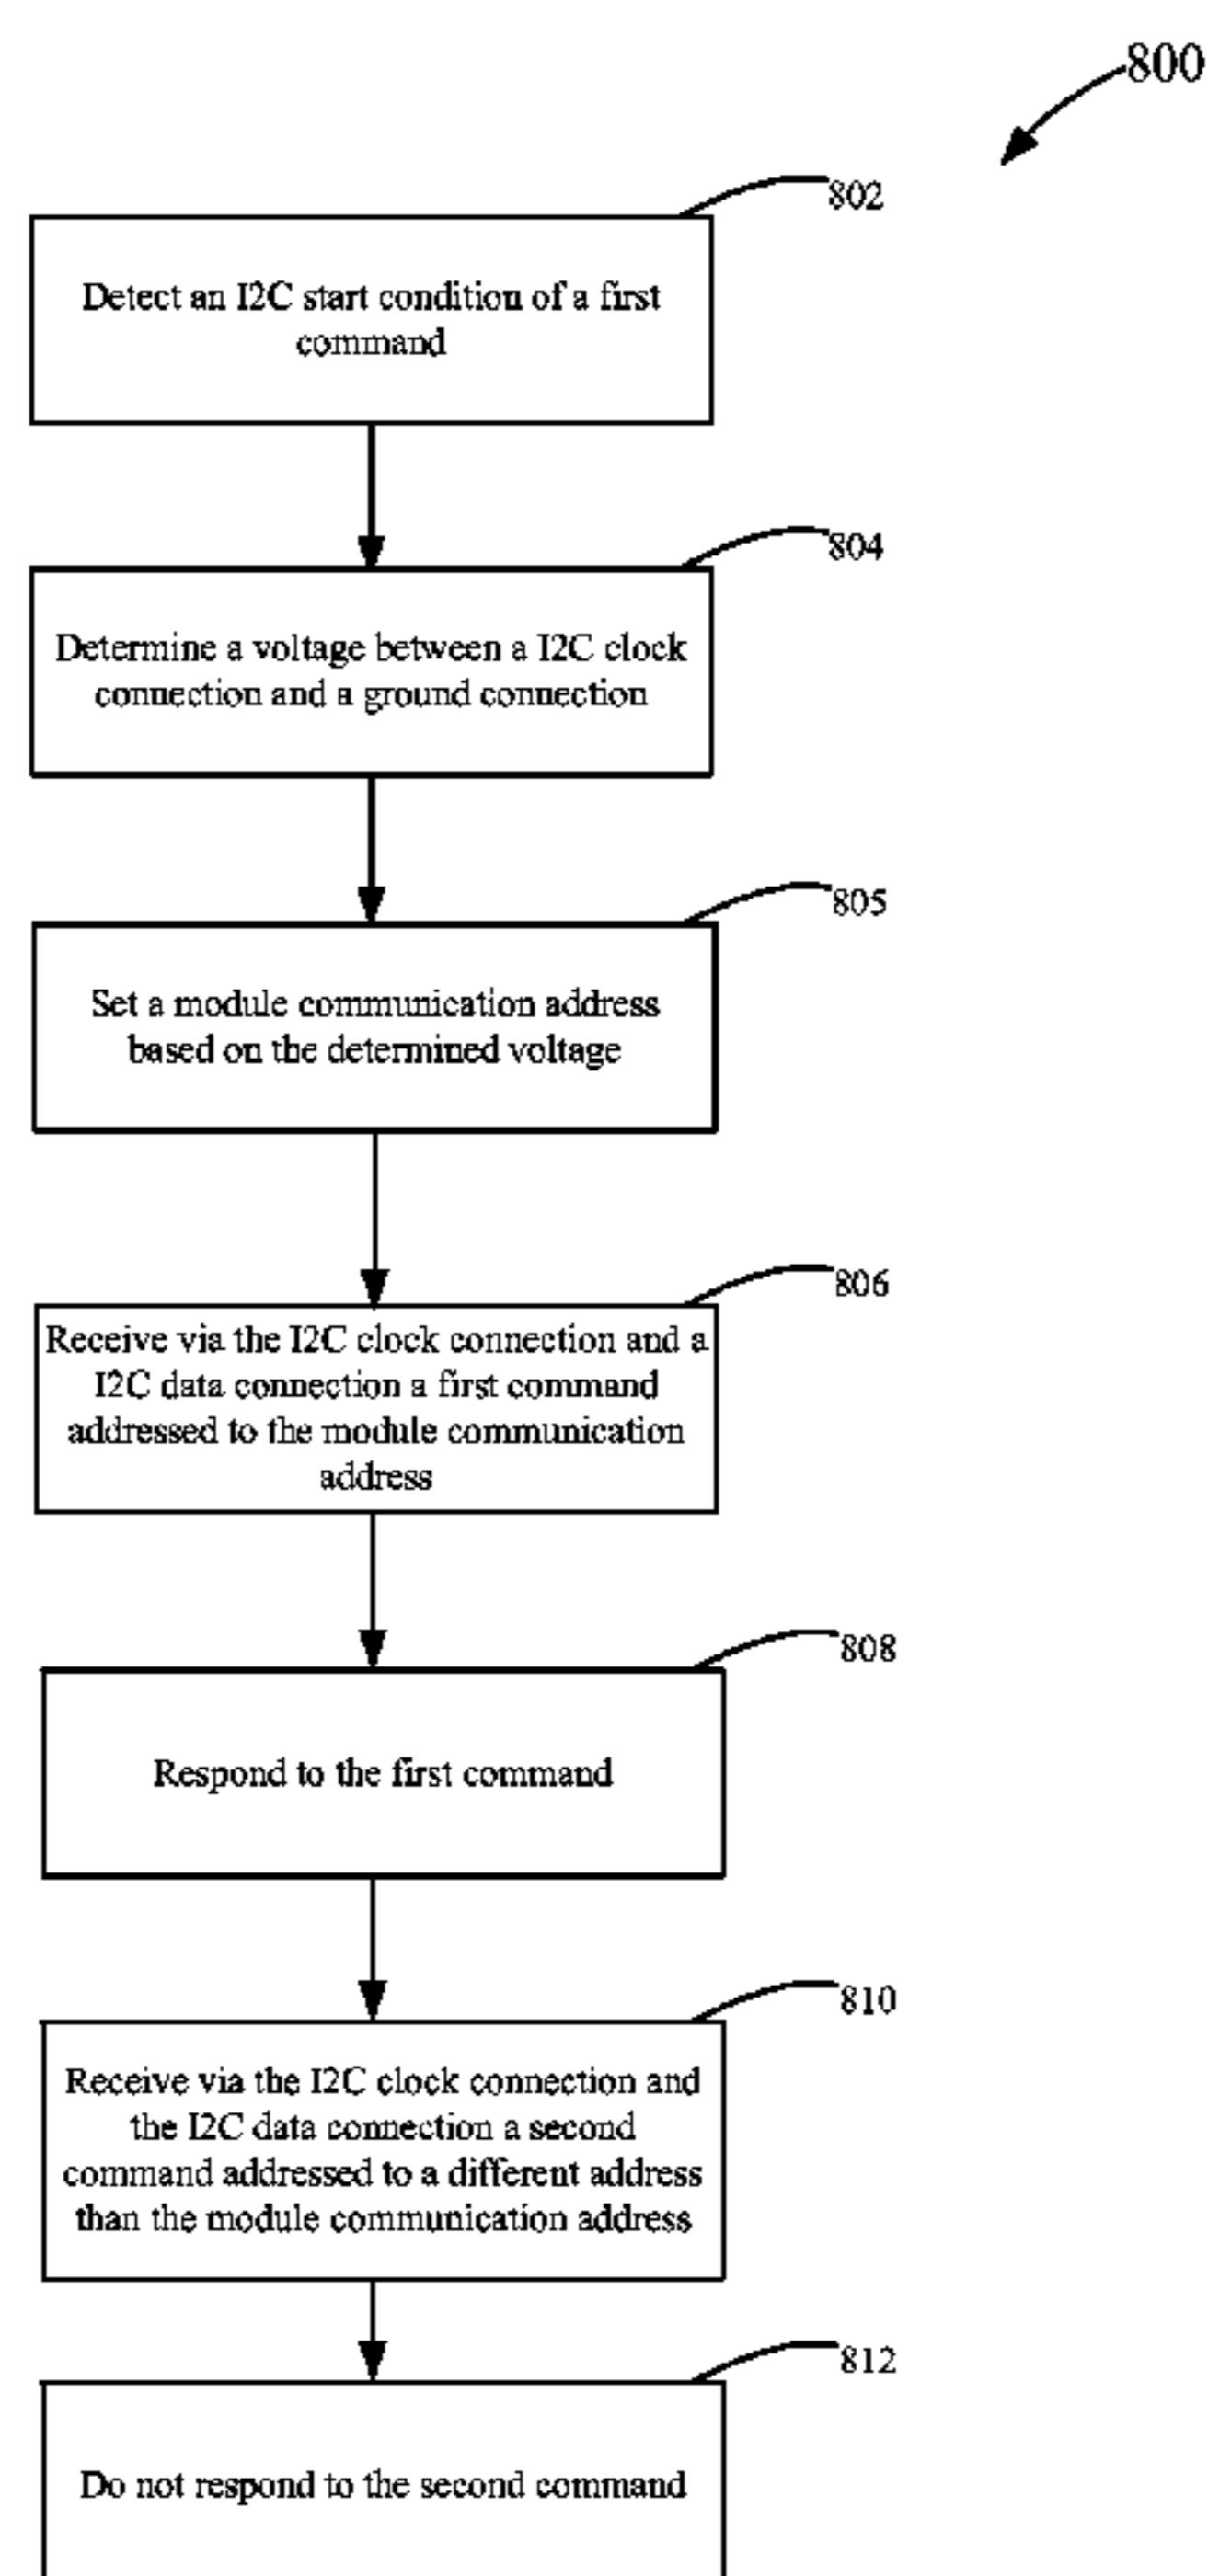 800
802
Detect an I2C start condition of a first
command
804
Determine a voltage between a I2C clock
connection and a ground connection
805
Set a module communication address
based on the determined voltage
806
Receive via the I2C clock connection and a
I2C data connection a first command
addressed to the module communication
address
808
Respond to the first command
810
Receive via the I2C clock connection and
the I2C data connection a second
command addressed to a different address
than the module communication address
812
Do not respond to the second command